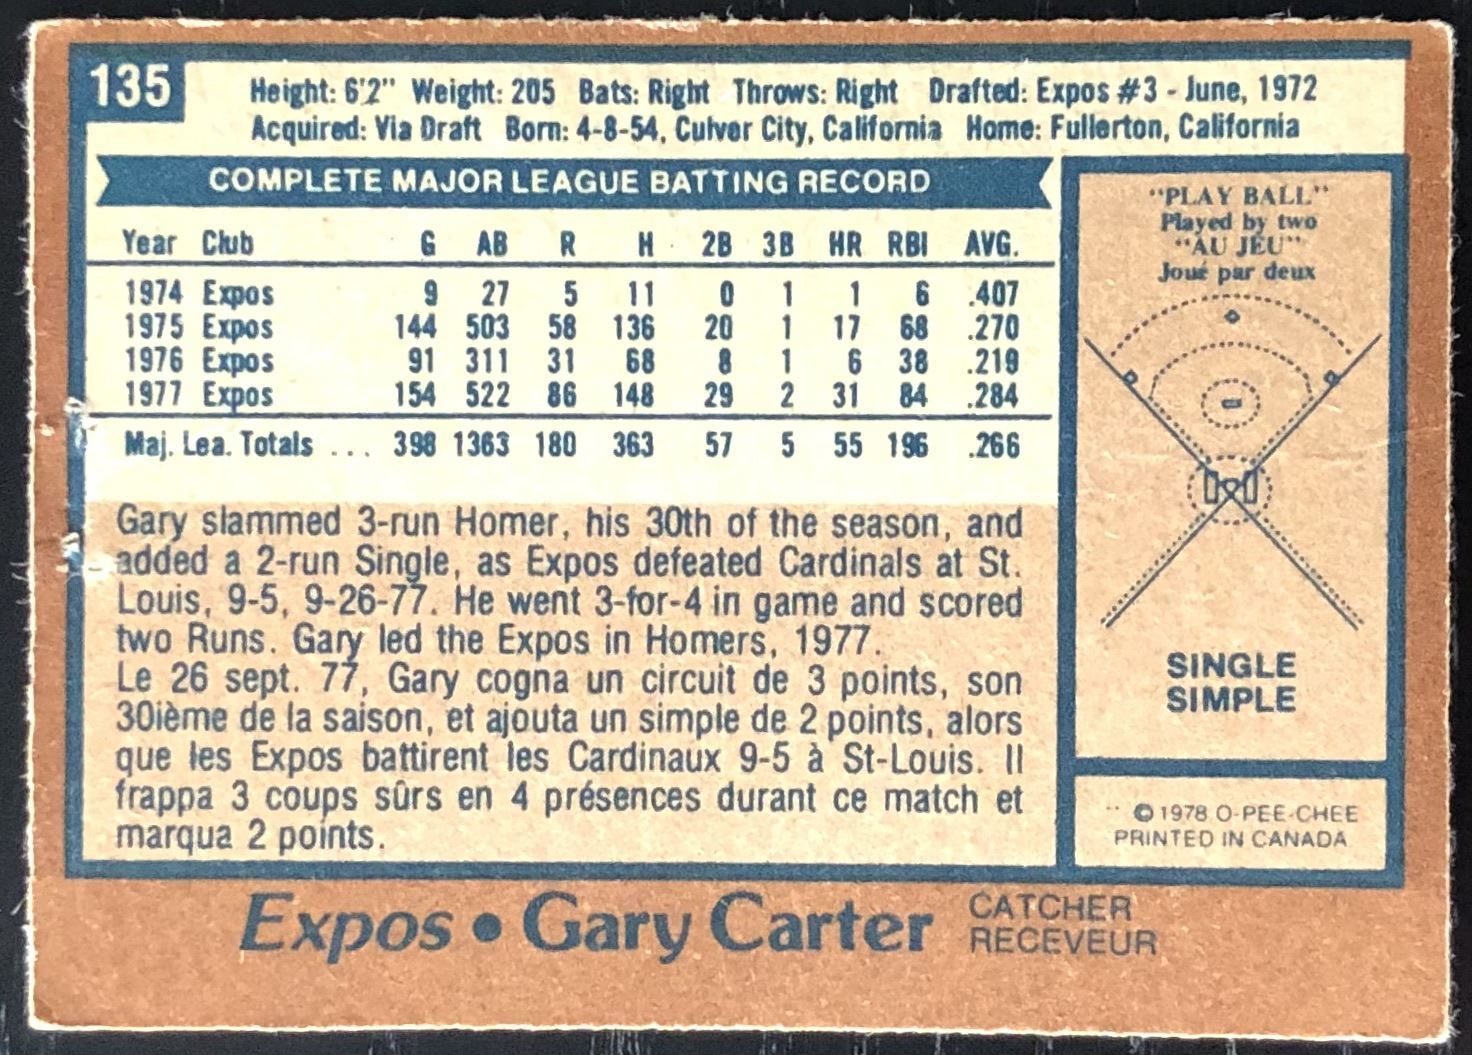 135
Height: 6'2" Weight: 205 Bats: Right Throws: Right Drafted: Expos #3 - June, 1972
Acquired: Via Draft Born: 4-8-54, Culver City, California Home: Fullerton, California
COMPLETE MAJOR LEAGUE BATTING RECORD
Year Club G AB R H 2B 3B HR RBI AVG.
1974 Expos 9 27 5 11 0 1 1 6 .407
1975 Expos 144 503 58 136 20 1 17 68 .270
1976 Expos 91 311 31 68 8 1 6 38 .219
1977 Expos 154 522 86 148 29 2 31 84 .284
Maj. Lea. Totals ... 398 1363 180 363 57 5 55 196 .266
Gary slammed 3-run Homer, his 30th of the season, and
added a 2-run Single, as Expos defeated Cardinals at St.
Louis, 9-5, 9-26-77. He went 3-for-4 in game and scored
two Runs. Gary led the Expos in Homers, 1977.
Le 26 sept. 77, Gary cogna un circuit de 3 points, son
30ième de la saison, et ajouta un simple de 2 points, alors
que les Expos battirent les Cardinaux 9-5 à St-Louis. Il
frappa 3 coups sûrs en 4 présences durant ce match et
marqua 2 points.
"PLAY BALL"
Played by two
"AU JEU"
Joué par deux
SINGLE
SIMPLE
© 1978 O-PEE-CHEE
PRINTED IN CANADA
Expos • Gary Carter
CATCHER
RECEVEUR